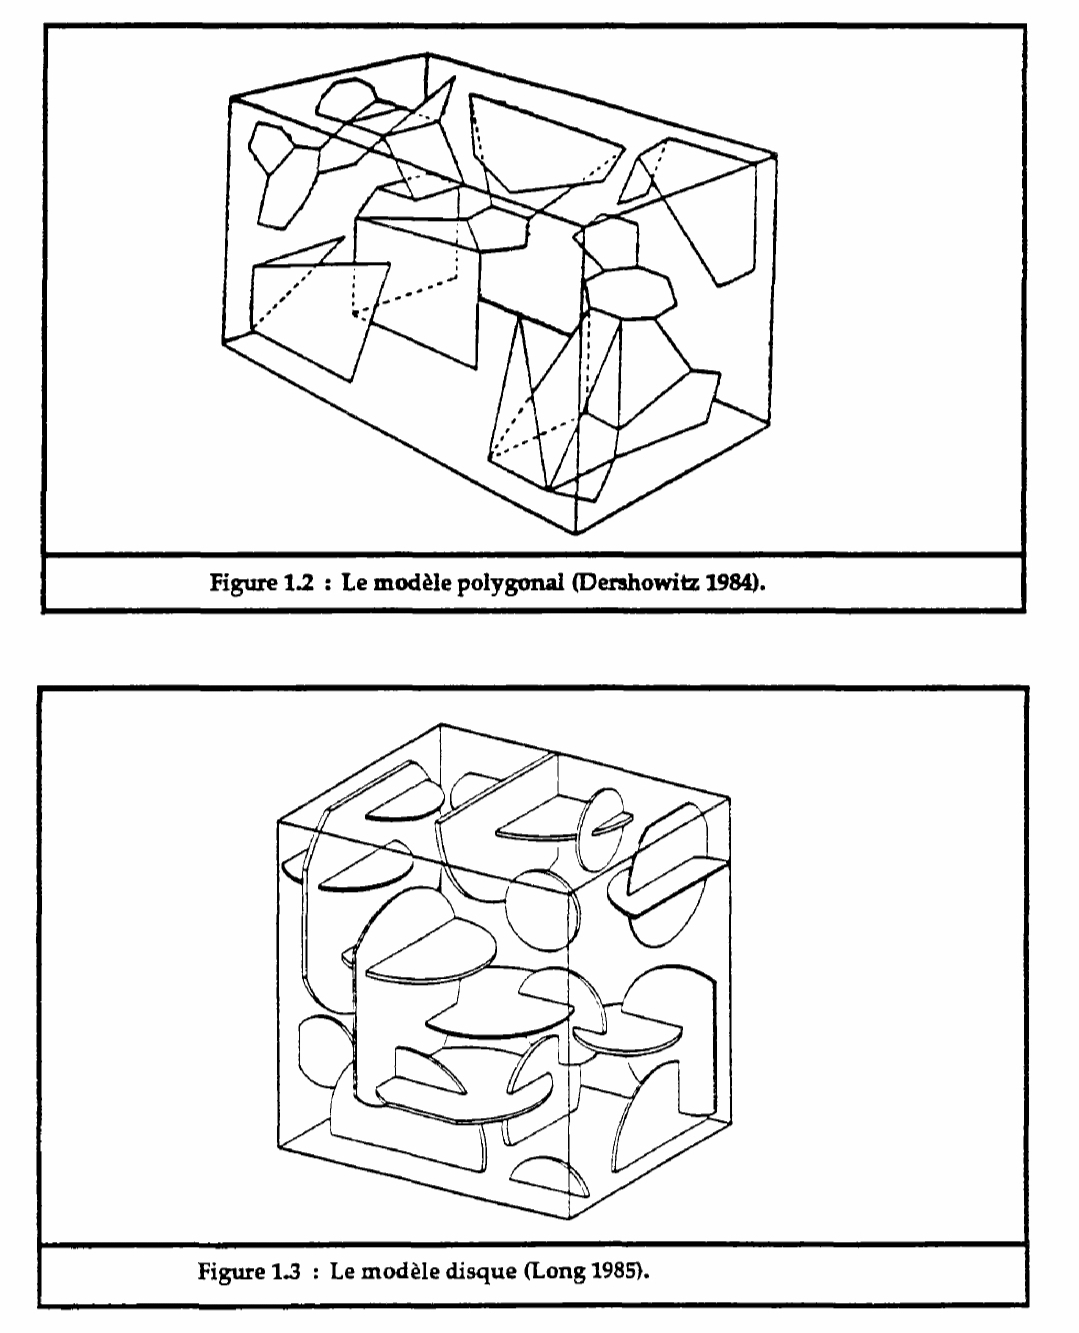 Figure 1.2 : Le modèle polygonal (Dershowitz 1984).
Figure 1.3 : Le modèle disque (Long 1985).